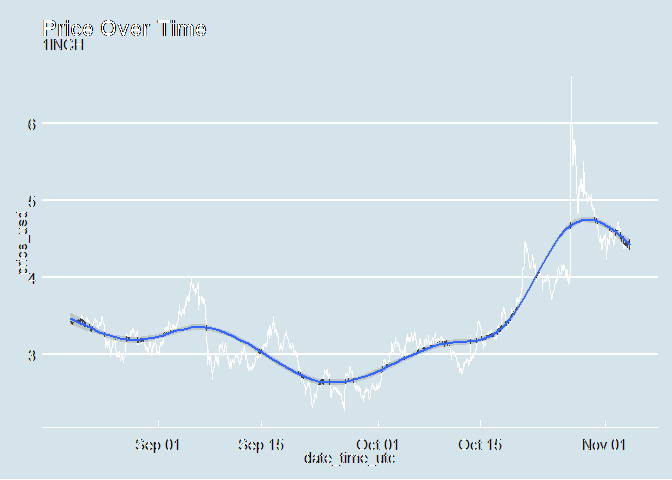 Price Over Time
1INCH
6
5
4
3
price_usd
Sep 01
Sep 15
Oct 01
Oct 15
Nov 01
date_time_utc